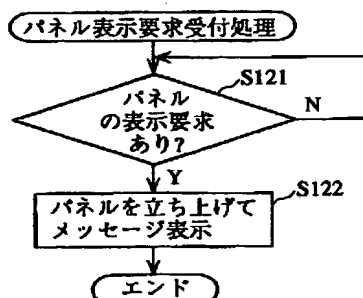 パネル表示要求受付処理
S121
パネル
の表示要求
あり?
N
Y
S122
パネルを立ち上げて
メッセージ表示
エンド